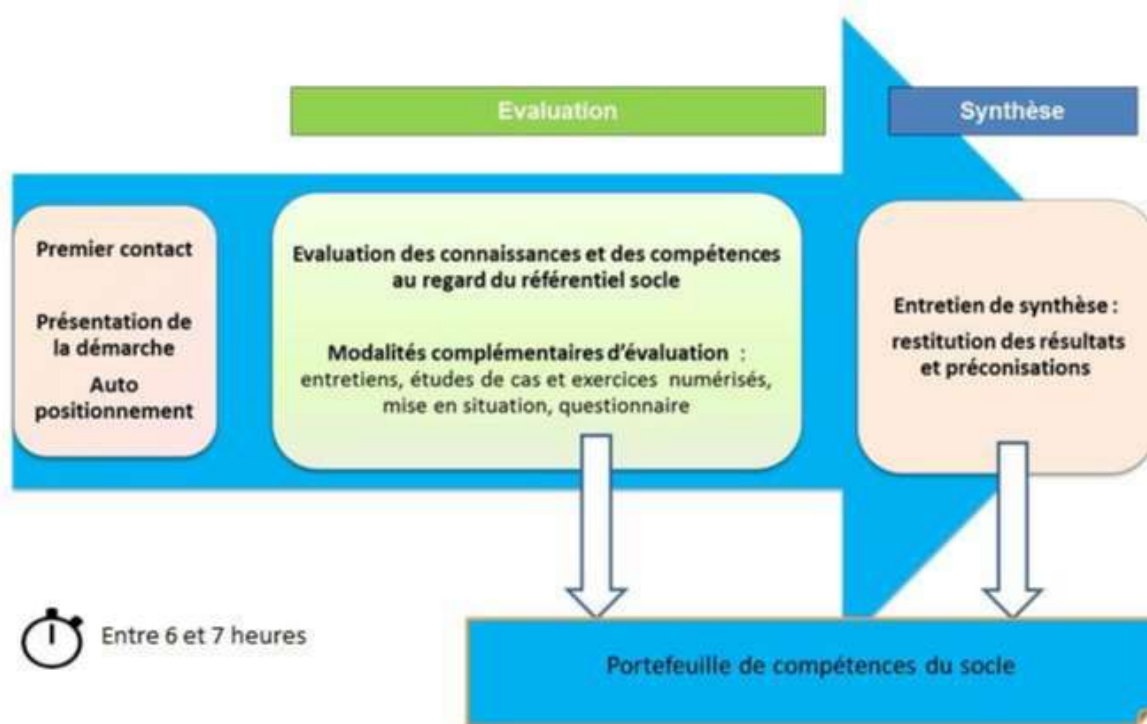 Evaluation
Synthèse
Premier contact
Présentation de
la démarche
Auto
positionnement
Evaluation des connaissances et des compétences
au regard du référentiel socle
Modalités complémentaires d'évaluation :
entretiens, études de cas et exercices numérisés,
mise en situation, questionnaire
Entretien de synthèse :
restitution des résultats
et préconisations
Entre 6 et 7 heures
Portefeuille de compétences du socle